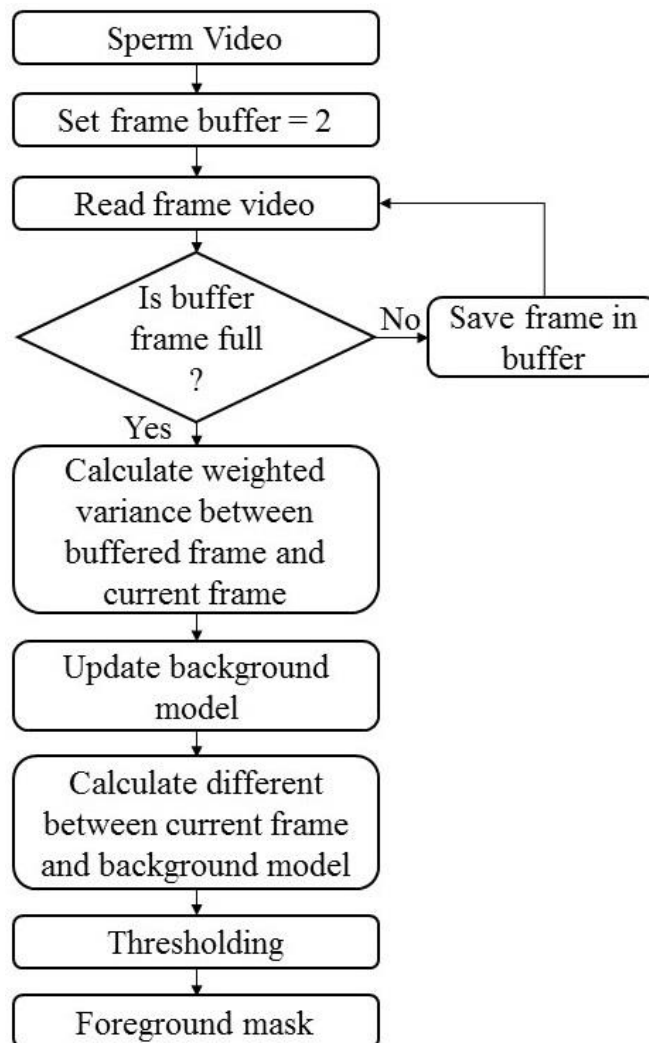 Sperm Video
Set frame buffer = 2
Read frame video
Is buffer
frame full
?
No
Save frame in
buffer
Yes
Calculate weighted
variance between
buffered frame and
current frame
Update background
model
Calculate different
between current frame
and background model
Thresholding
Foreground mask